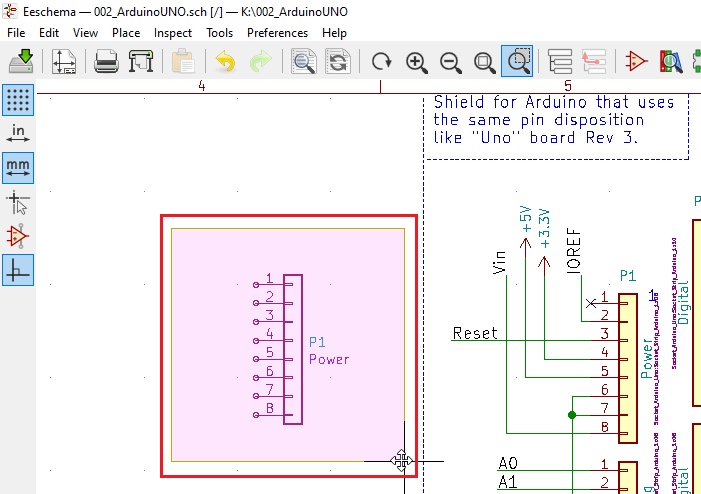 Eeschema — 002_ArduinoUNO.sch [/] — K:\002_ArduinoUNO
File Edit View Place Inspect Tools Preferences Help
in
mm
4 5
Shield for Arduino that uses
the same pin disposition
like "Uno" board Rev 3.
1
2
3
4
5
6
7
8
P1
Power
Vin
+5V
+3.3V
IOREF
P1
1
1
2
Reset
3
4
5
6
7
8
Power
Digital
A0
1
A1
2